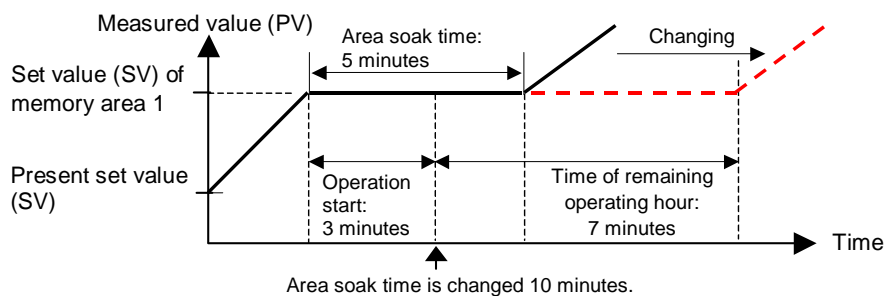 Measured value (PV)
Area soak time:
5 minutes
Changing
Set value (SV) of
memory area 1
Present set value
(SV)
Operation
start:
3 minutes
Time of remaining
operating hour:
7 minutes
Time
Area soak time is changed 10 minutes.